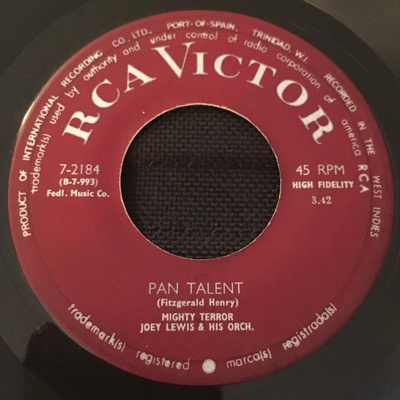 PRODUCT OF INTERNATIONAL RECORDING CO., LTD., PORT-OF-SPAIN, TRINIDAD, W.I. RECORDED IN THE WEST INDIES
trademark(s) used by authority and under control of radio corporation of america RCA
RCA VICTOR
7-2184
(B-7-993)
Fedl. Music Co.
45 RPM
HIGH FIDELITY
3.42
PAN TALENT
(Fitzgerald Henry)
MIGHTY TERROR
JOEY LEWIS & HIS ORCH.
trademark(s) registered marca(s) registrada(s)